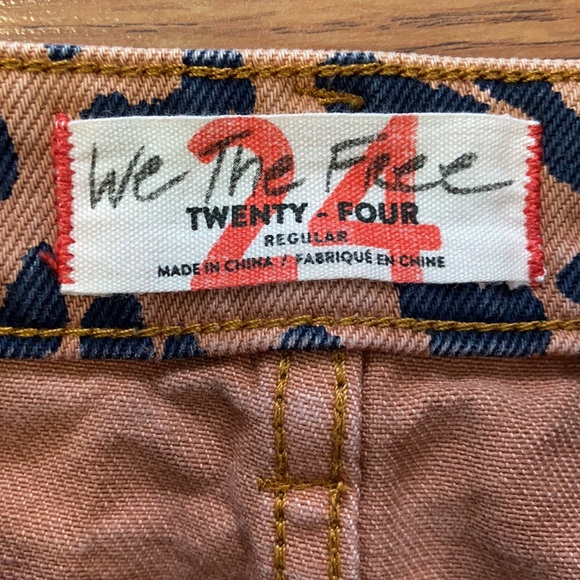 We The Free
24
TWENTY - FOUR
REGULAR
MADE IN CHINA / FABRIQUÉ EN CHINE